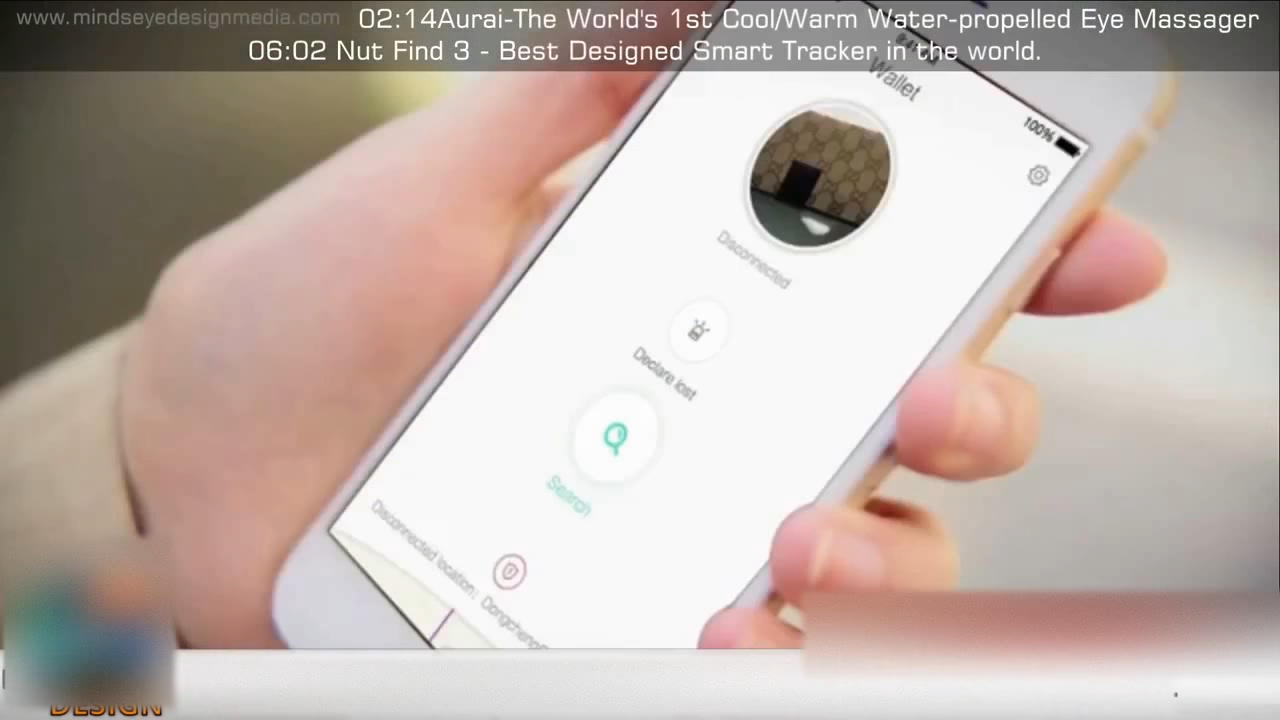 www.mindseyedesignmedia.com 02:14Aurai-The World's 1st Cool/Warm Water-propelled Eye Massager
06:02 Nut Find 3 - Best Designed Smart Tracker in the world.
Wallet
100%
Disconnected
Declare lost
Search
Disconnected location:
DESIGN